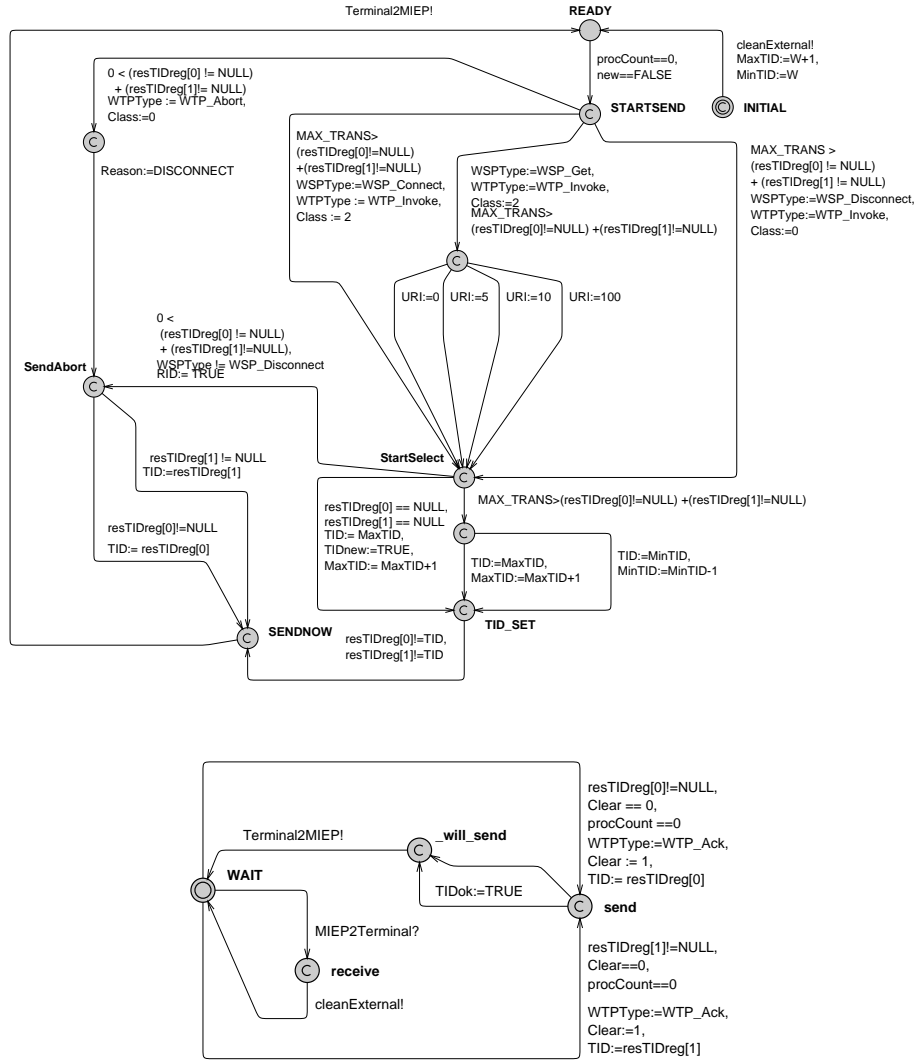 Terminal2MIEP!
READY
cleanExternal!
MaxTID:=W+1,
MinTID:=W
procCount==0,
new==FALSE
0 < (resTIDreg[0] != NULL)
+ (resTIDreg[1]!= NULL)
WTPType := WTP_Abort,
Class:=0
STARTSEND
C
INITIAL
C
C
Reason:=DISCONNECT
MAX_TRANS>
(resTIDreg[0]!=NULL)
+(resTIDreg[1]!=NULL)
WSPType:=WSP_Connect,
WTPType := WTP_Invoke,
Class := 2
WSPType:=WSP_Get,
WTPType:=WTP_Invoke,
Class:=2
MAX_TRANS>
(resTIDreg[0]!=NULL) +(resTIDreg[1]!=NULL)
MAX_TRANS >
(resTIDreg[0] != NULL)
+ (resTIDreg[1] != NULL)
WSPType:=WSP_Disconnect,
WTPType:=WTP_Invoke,
Class:=0
C
URI:=0
URI:=5
URI:=10
URI:=100
0 <
(resTIDreg[0] != NULL)
+ (resTIDreg[1]!=NULL),
WSPType != WSP_Disconnect
RID:= TRUE
SendAbort
C
StartSelect
C
resTIDreg[1] != NULL
TID:=resTIDreg[1]
resTIDreg[0]!=NULL
TID:= resTIDreg[0]
MAX_TRANS>(resTIDreg[0]!=NULL) +(resTIDreg[1]!=NULL)
resTIDreg[0] == NULL,
resTIDreg[1] == NULL
TID:= MaxTID,
TIDnew:=TRUE,
MaxTID:= MaxTID+1
C
TID:=MaxTID,
MaxTID:=MaxTID+1
TID:=MinTID,
MinTID:=MinTID-1
C
TID_SET
C
SENDNOW
resTIDreg[0]!=TID,
resTIDreg[1]!=TID
resTIDreg[0]!=NULL,
Clear == 0,
procCount ==0
WTPType:=WTP_Ack,
Clear := 1,
TID:= resTIDreg[0]
Terminal2MIEP!
_will_send
C
WAIT
TIDok:=TRUE
C
send
MIEP2Terminal?
C
receive
cleanExternal!
resTIDreg[1]!=NULL,
Clear==0,
procCount==0
WTPType:=WTP_Ack,
Clear:=1,
TID:=resTIDreg[1]